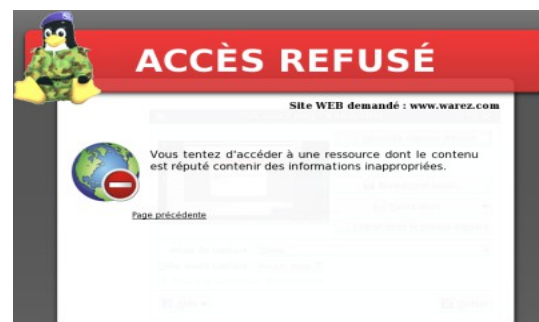 ACCÈS REFUSÉ
Site WEB demandé : www.warez.com
Vous tentez d'accéder à une ressource dont le contenu
est réputé contenir des informations inappropriées.
Page précédente